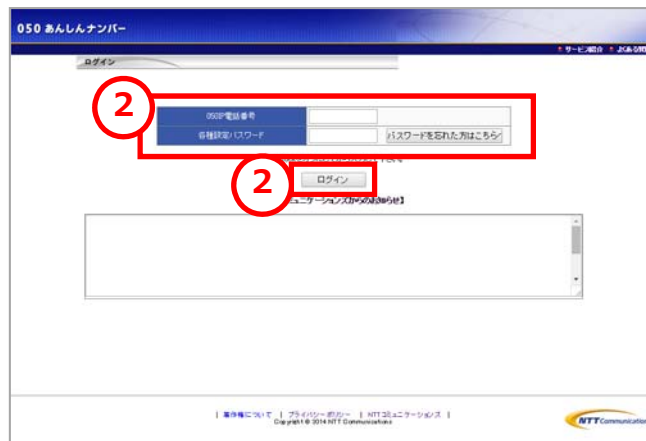 050 あんしんナンバー
サービス紹介 よくある質問
ログイン
②
050IP電話番号
各種設定パスワード
パスワードを忘れた方はこちら
②
ログイン
ミュニケーションズからのお知らせ】
| 著作権について | プライバシーポリシー | NTTコミュニケーションズ |
Copyright © 2014 NTT Communications
NTT Communications